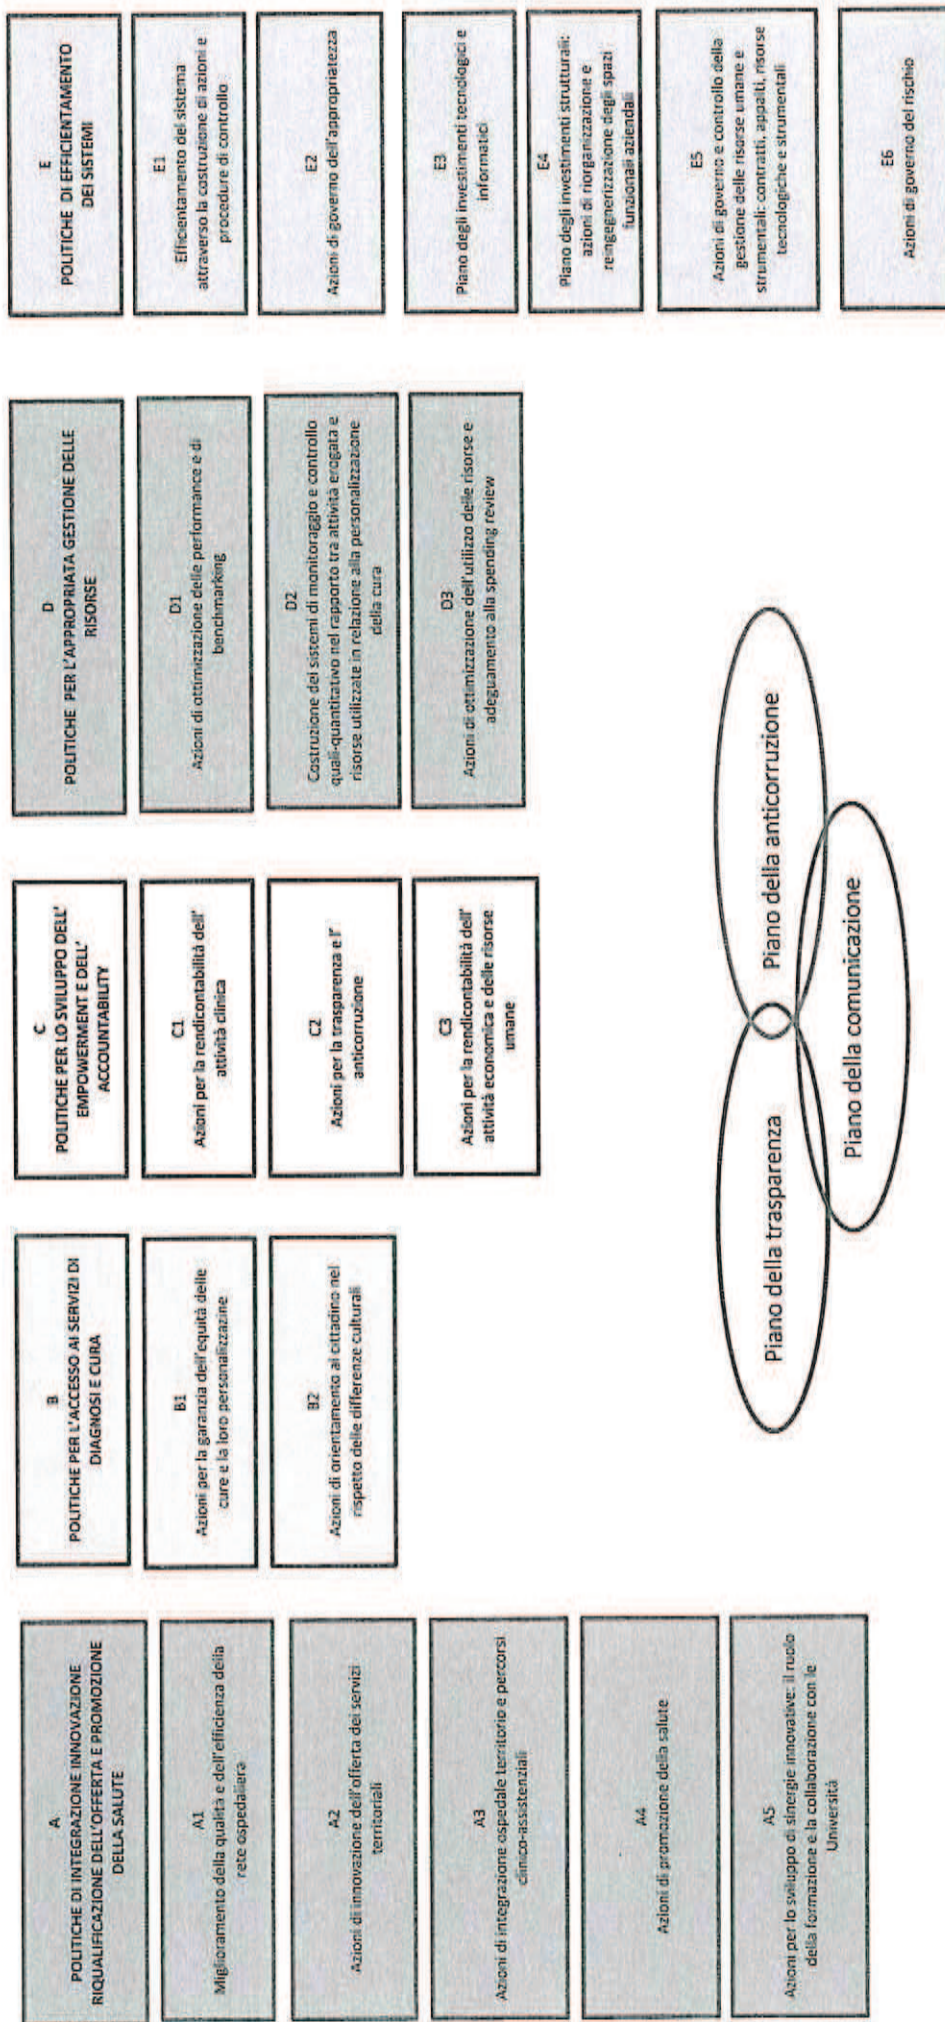 A
POLITICHE DI INTEGRAZIONE INNOVAZIONE
RIQUALIFICAZIONE DELL'OFFERTA E PROMOZIONE
DELLA SALUTE
A1
Miglioramento della qualità e dell'efficienza della
rete ospedaliera
A2
Azioni di innovazione dell'offerta dei servizi
territoriali
A3
Azioni di integrazione ospedale territorio e percorsi
clinico-assistenziali
A4
Azioni di promozione della salute
A5
Azioni per lo sviluppo di sinergie innovative: il ruolo
della formazione e la collaborazione con le
Università
B
POLITICHE PER L'ACCESSO AI SERVIZI DI
DIAGNOSI E CURA
B1
Azioni per la garanzia dell'equità delle
cure e la loro personalizzazine
B2
Azioni di orientamento al cittadino nel
rispetto delle differenze culturali
C
POLITICHE PER LO SVILUPPO DELL'
EMPOWERMENT E DELL'
ACCOUNTABILITY
C1
Azioni per la rendicontabilità dell'
attività clinica
C2
Azioni per la trasparenza e l'
anticorruzione
C3
Azioni per la rendicontabilità dell'
attività economica e delle risorse
umane
D
POLITICHE PER L'APPROPRIATA GESTIONE DELLE
RISORSE
D1
Azioni di ottimizzazione delle performance e di
benchmarking
D2
Costruzione dei sistemi di monitoraggio e controllo
quali-quantitativo nel rapporto tra attività erogata e
risorse utilizzate in relazione alla personalizzazione
della cura
D3
Azioni di ottimizzazione dell'utilizzo delle risorse e
adeguamento alla spending review
E
POLITICHE DI EFFICIENTAMENTO
DEI SISTEMI
E1
Efficientamento del sistema
attraverso la costruzione di azioni e
procedure di controllo
E2
Azioni di governo dell'appropriatezza
E3
Piano degli investimenti tecnologici e
informatici
E4
Piano degli investimenti strutturali:
azioni di riorganizzazione e
reingegnerizzazione degli spazi
funzionali aziendali
E5
Azioni di governo e controllo della
gestione delle risorse umane e
strumentali: contratti, appalti, risorse
tecnologiche e strumentali
E6
Azioni di governo del rischio
Piano della trasparenza
Piano della anticorruzione
Piano della comunicazione